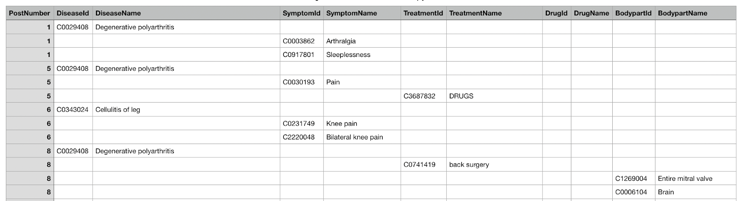 PostNumber DiseaseId DiseaseName SymptomId SymptomName TreatmentId TreatmentName DrugId DrugName BodypartId BodypartName
1 C0029408 Degenerative polyarthritis
1 C0003862 Arthralgia
1 C0917801 Sleeplessness
5 C0029408 Degenerative polyarthritis
5 C0030193 Pain
5 C3687832 DRUGS
6 C0343024 Cellulitis of leg
6 C0231749 Knee pain
6 C2220048 Bilateral knee pain
8 C0029408 Degenerative polyarthritis
8 C0741419 back surgery
8 C1269004 Entire mitral valve
8 C0006104 Brain